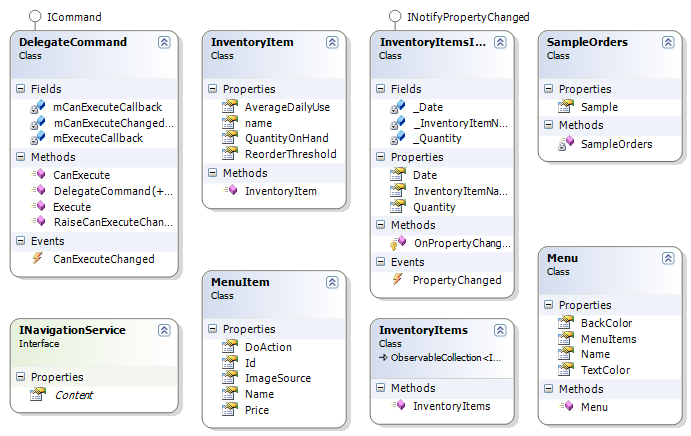 ICommand
DelegateCommand
Class
Fields
mCanExecuteCallback
mCanExecuteChanged...
mExecuteCallback
Methods
CanExecute
DelegateCommand(+...
Execute
RaiseCanExecuteChan...
Events
CanExecuteChanged
INavigationService
Interface
Properties
Content
InventoryItem
Class
Properties
AverageDailyUse
name
QuantityOnHand
ReorderThreshold
Methods
InventoryItem
MenuItem
Class
Properties
DoAction
Id
ImageSource
Name
Price
INotifyPropertyChanged
InventoryItemsI...
Class
Fields
_Date
_InventoryItemN...
_Quantity
Properties
Date
InventoryItemNa...
Quantity
Methods
OnPropertyChang...
Events
PropertyChanged
InventoryItems
Class
ObservableCollection<I...
Methods
InventoryItems
SampleOrders
Class
Properties
Sample
Methods
SampleOrders
Menu
Class
Properties
BackColor
MenuItems
Name
TextColor
Methods
Menu